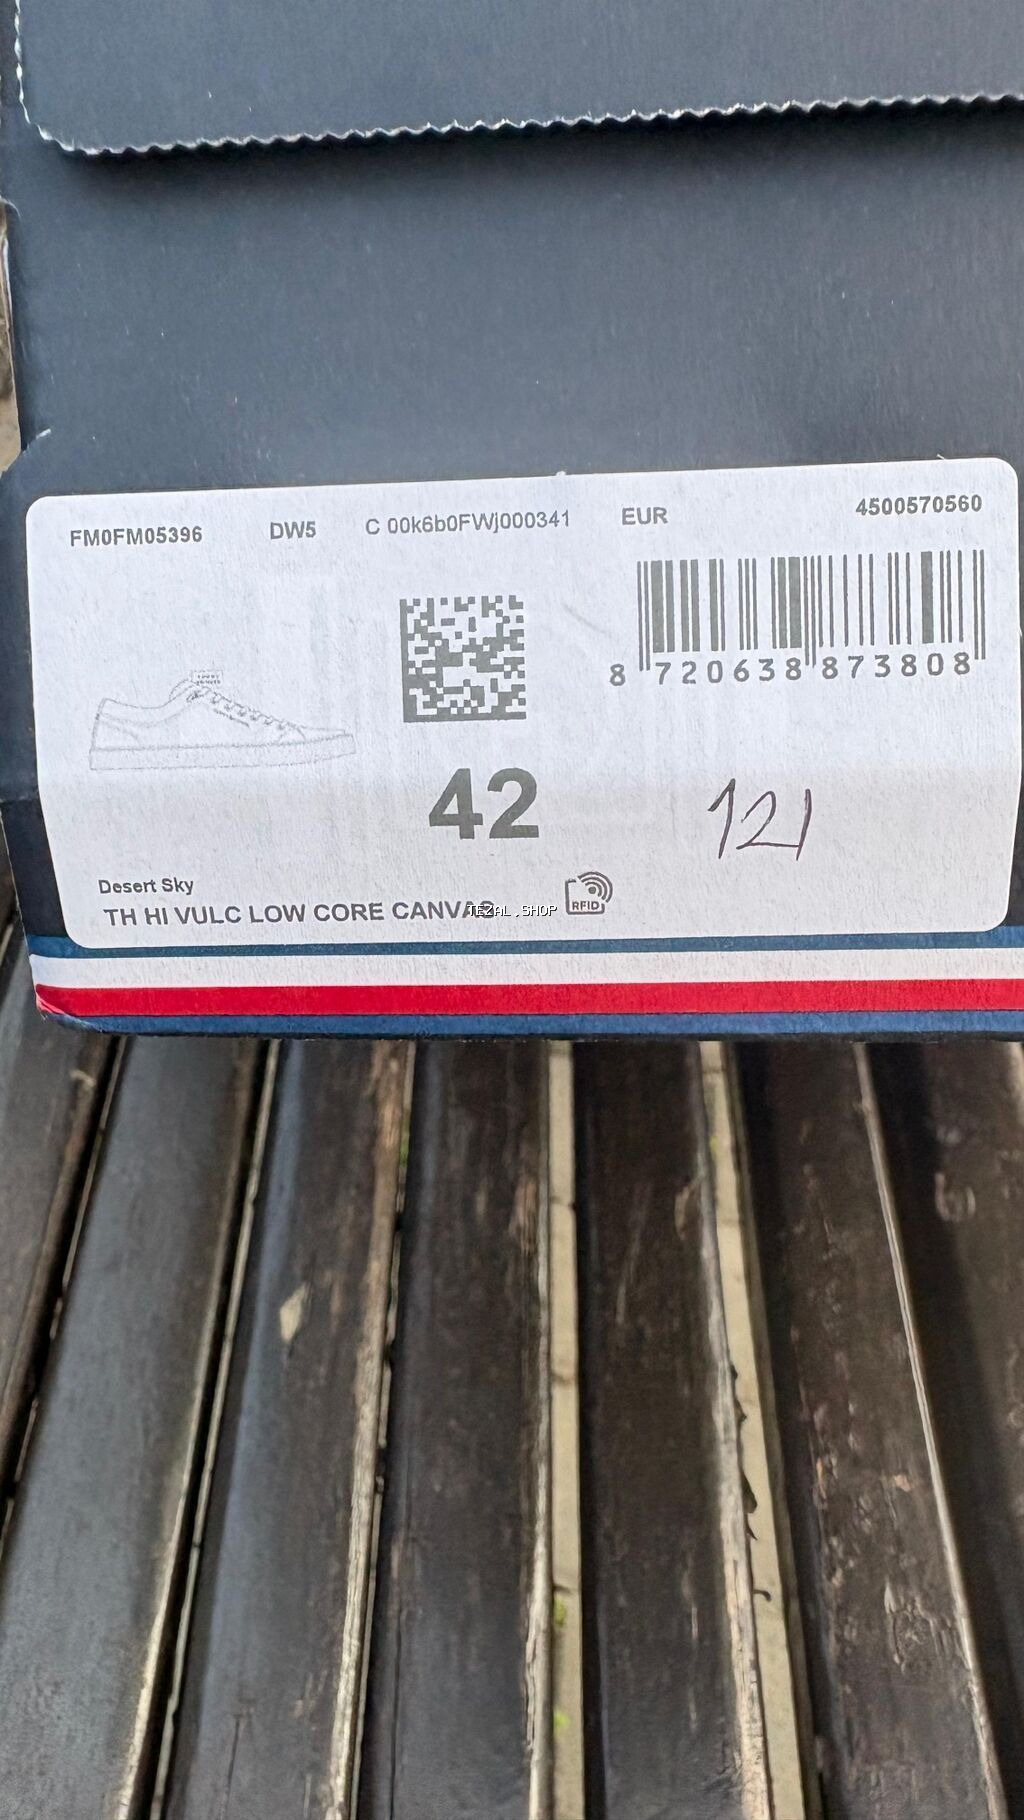 FM0FM05396 DW5 C 00k6b0FWj000341 EUR 4500570560
8 720638 873808
42
121
Desert Sky
RFID
TH HI VULC LOW CORE CANVAS
TEZAL.SHOP